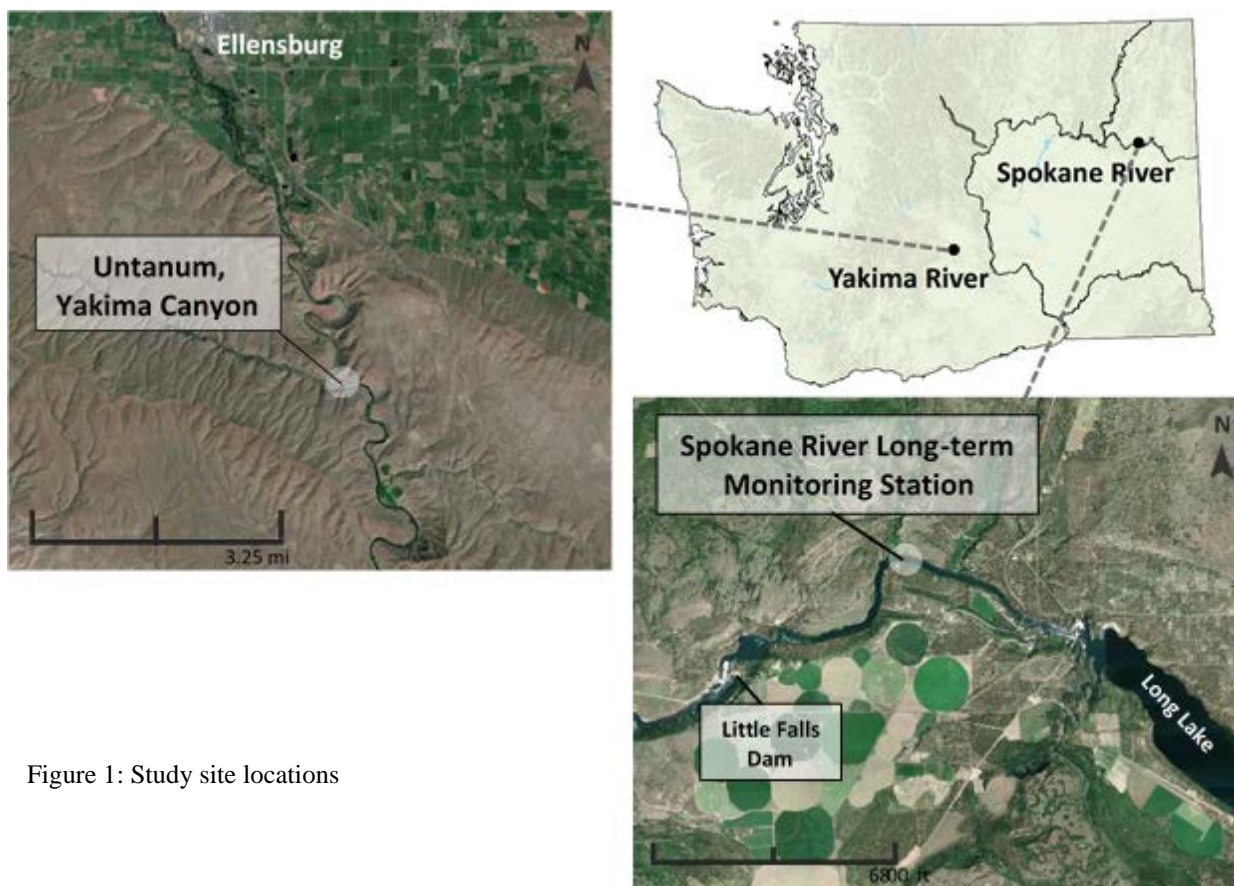 Ellensburg
N
Untanum,
Yakima Canyon
3.25 mi
Spokane River
Yakima River
Spokane River Long-term
Monitoring Station
N
Long Lake
Little Falls
Dam
6800 ft
Figure 1: Study site locations